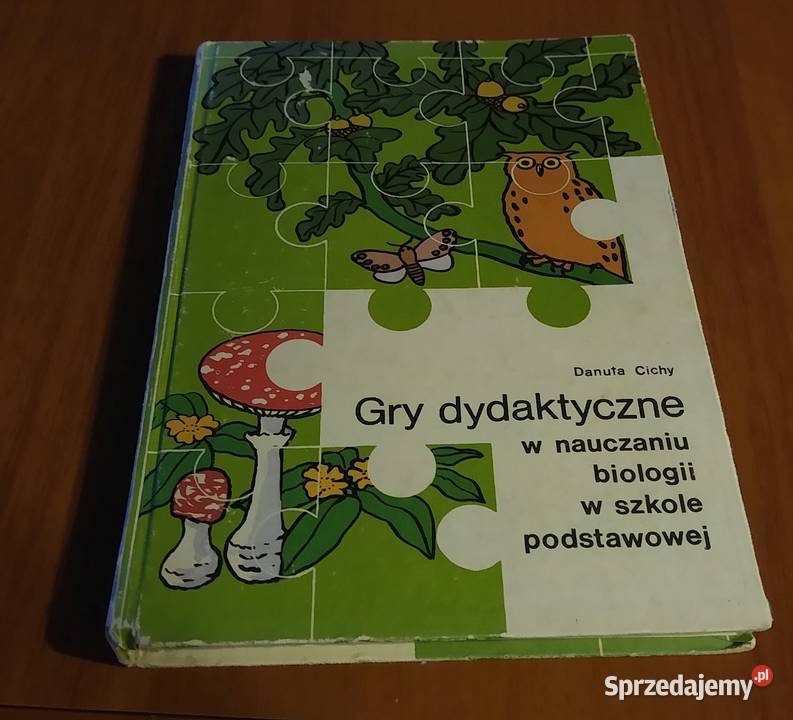 Danuta Cichy
Gry dydaktyczne
w nauczaniu
biologii
w szkole
podstawowej
Sprzedajemy.pl